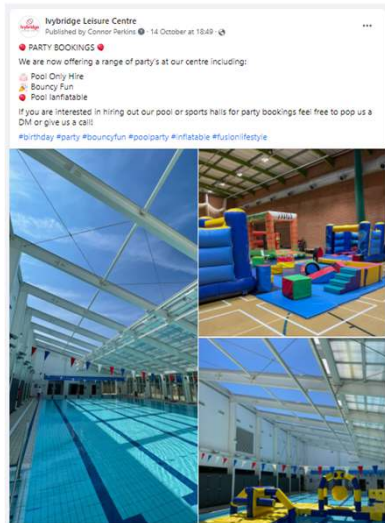 Ivybridge Leisure Centre
Published by Connor Perkins · 14 October at 18:49 ·
PARTY BOOKINGS
We are now offering a range of party's at our centre including:
Pool Only Hire
Bouncy Fun
Pool Ianflatable
If you are interested in hiring out our pool or sports halls for party bookings feel free to pop us a
DM or give us a call!
#birthday #party #bouncyfun #poolparty #inflatable #fusionlifestyle